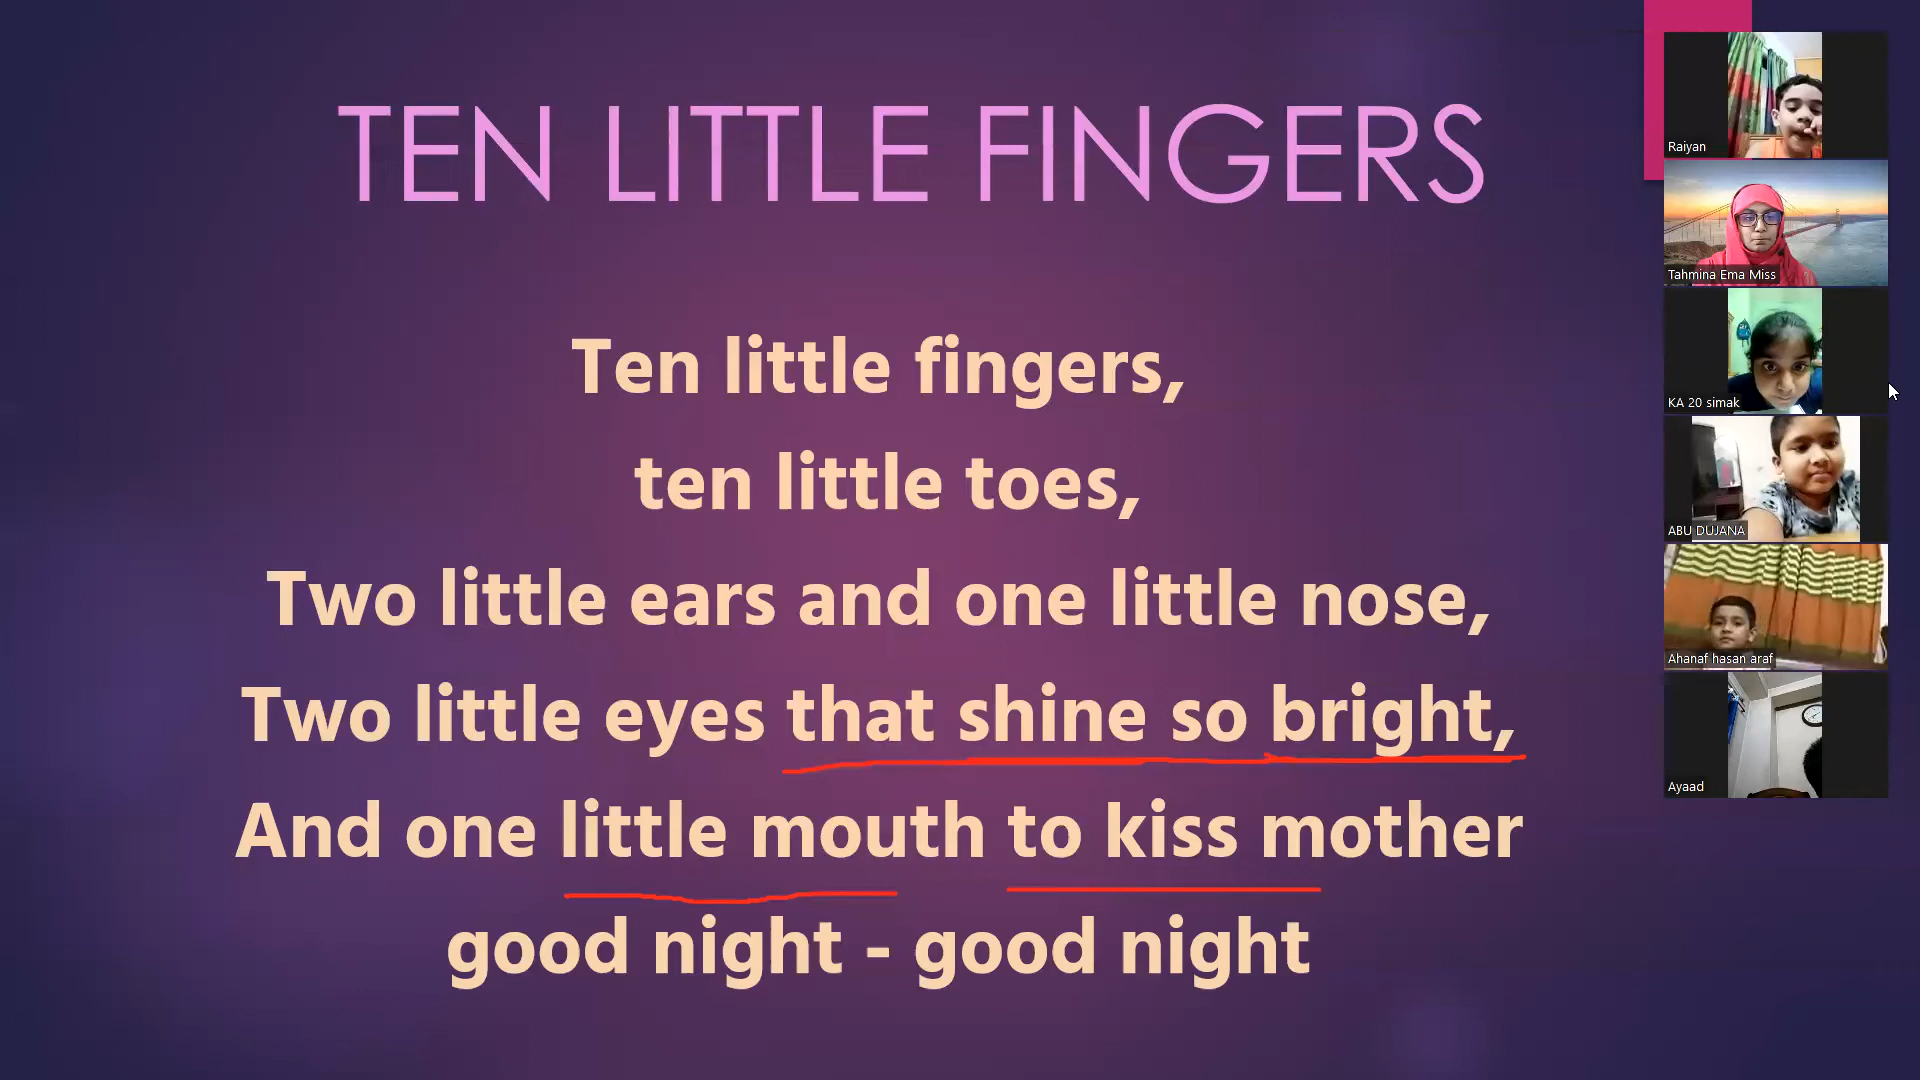 TEN LITTLE FINGERS
Ten little fingers,
ten little toes,
Two little ears and one little nose,
Two little eyes that shine so bright,
And one little mouth to kiss mother
good night - good night
Raiyan
Tahmina Ema Miss
KA 20 simak
ABU DUJANA
Ahanaf hasan araf
Ayaad